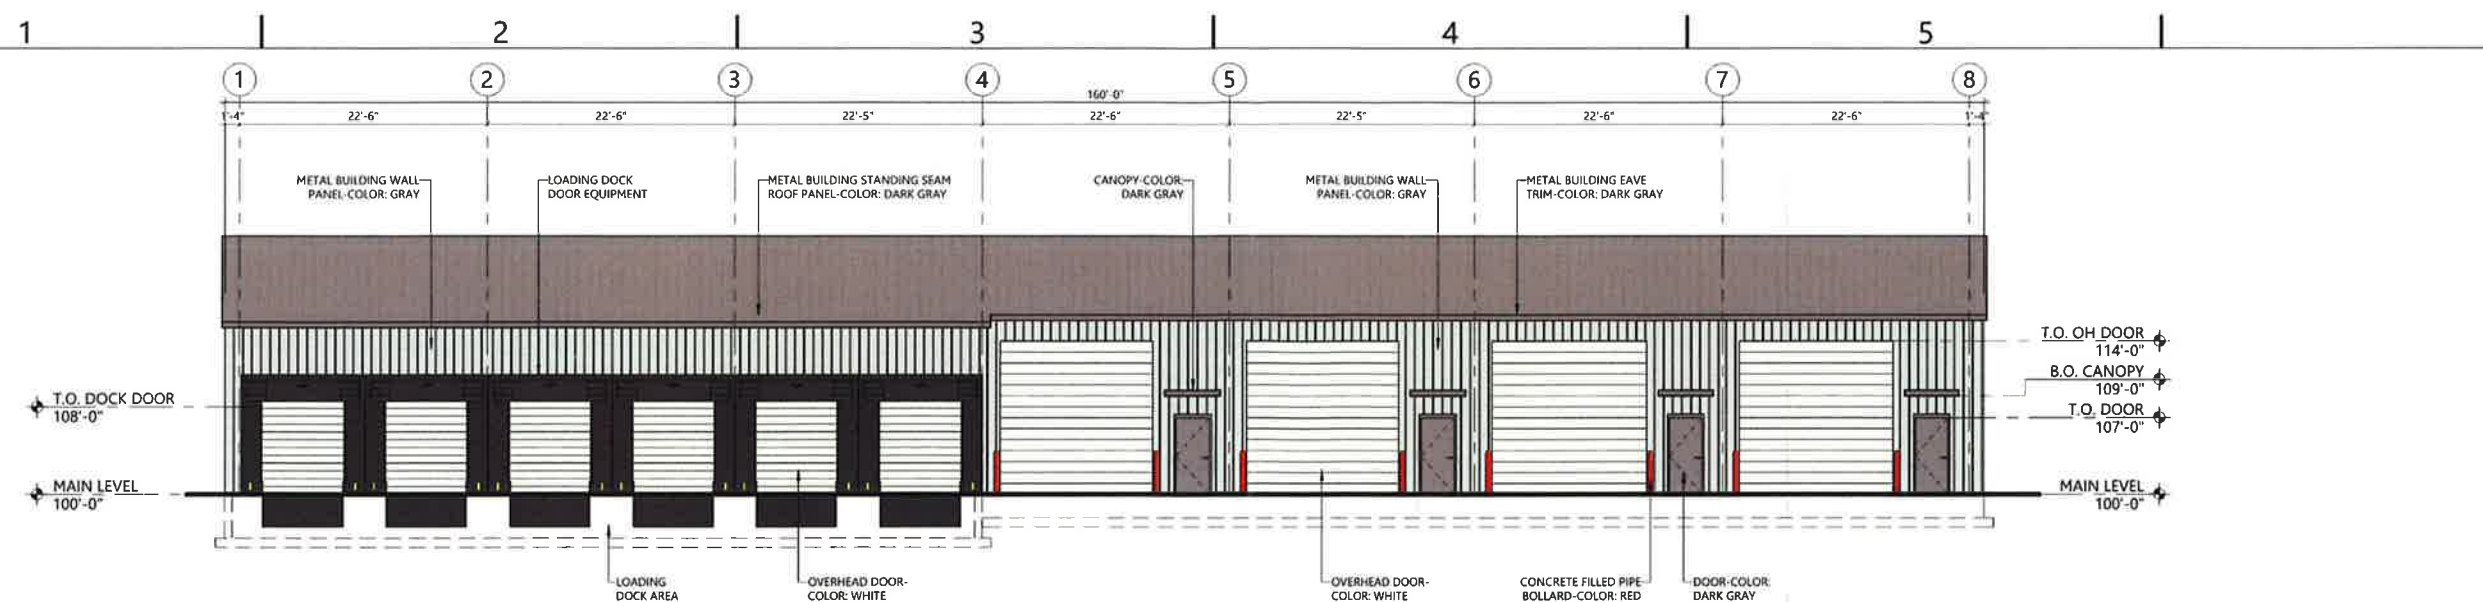 1 2 3 4 5
1 2 3 4 5 6 7 8
160'-0"
1'-4" 22'-6" 22'-6" 22'-5" 22'-6" 22'-5" 22'-6" 22'-6" 1'-4"
METAL BUILDING WALL
PANEL-COLOR: GRAY
LOADING DOCK
DOOR EQUIPMENT
METAL BUILDING STANDING SEAM
ROOF PANEL-COLOR: DARK GRAY
CANOPY-COLOR:
DARK GRAY
METAL BUILDING WALL
PANEL-COLOR: GRAY
METAL BUILDING EAVE
TRIM-COLOR: DARK GRAY
T.O. OH DOOR
114'-0"
B.O. CANOPY
109'-0"
T.O. DOOR
107'-0"
T.O. DOCK DOOR
108'-0"
MAIN LEVEL
100'-0"
MAIN LEVEL
100'-0"
LOADING
DOCK AREA
OVERHEAD DOOR-
COLOR: WHITE
OVERHEAD DOOR-
COLOR: WHITE
CONCRETE FILLED PIPE
BOLLARD-COLOR: RED
DOOR-COLOR:
DARK GRAY